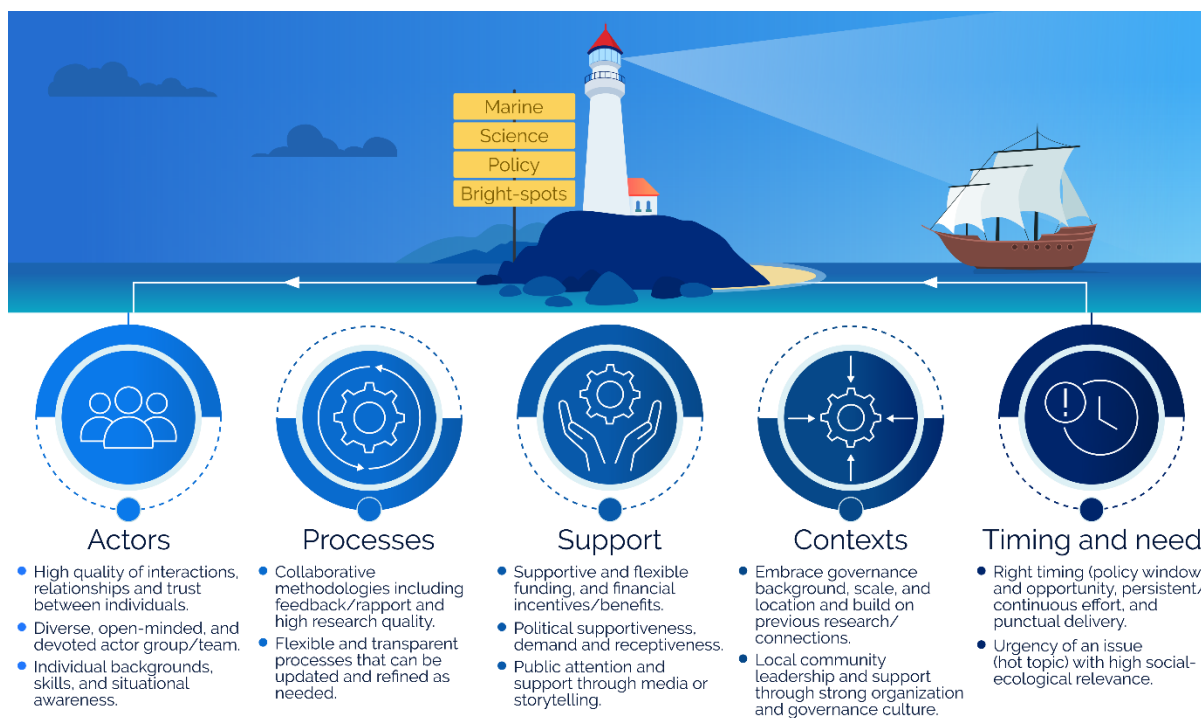 Marine
Science
Policy
Bright-spots
Actors
High quality of interactions,
relationships and trust
between individuals.
Diverse, open-minded, and
devoted actor group/team.
Individual backgrounds,
skills, and situational
awareness.
Processes
Collaborative
methodologies including
feedback/rapport and
high research quality.
Flexible and transparent
processes that can be
updated and refined as
needed.
Support
Supportive and flexible
funding, and financial
incentives/benefits.
Political supportiveness,
demand and receptiveness.
Public attention and
support through media or
storytelling.
Contexts
Embrace governance
background, scale, and
location and build on
previous research/
connections.
Local community
leadership and support
through strong organization
and governance culture.
Timing and need
Right timing (policy window
and opportunity, persistent/
continuous effort, and
punctual delivery.
Urgency of an issue
(hot topic) with high social-
ecological relevance.